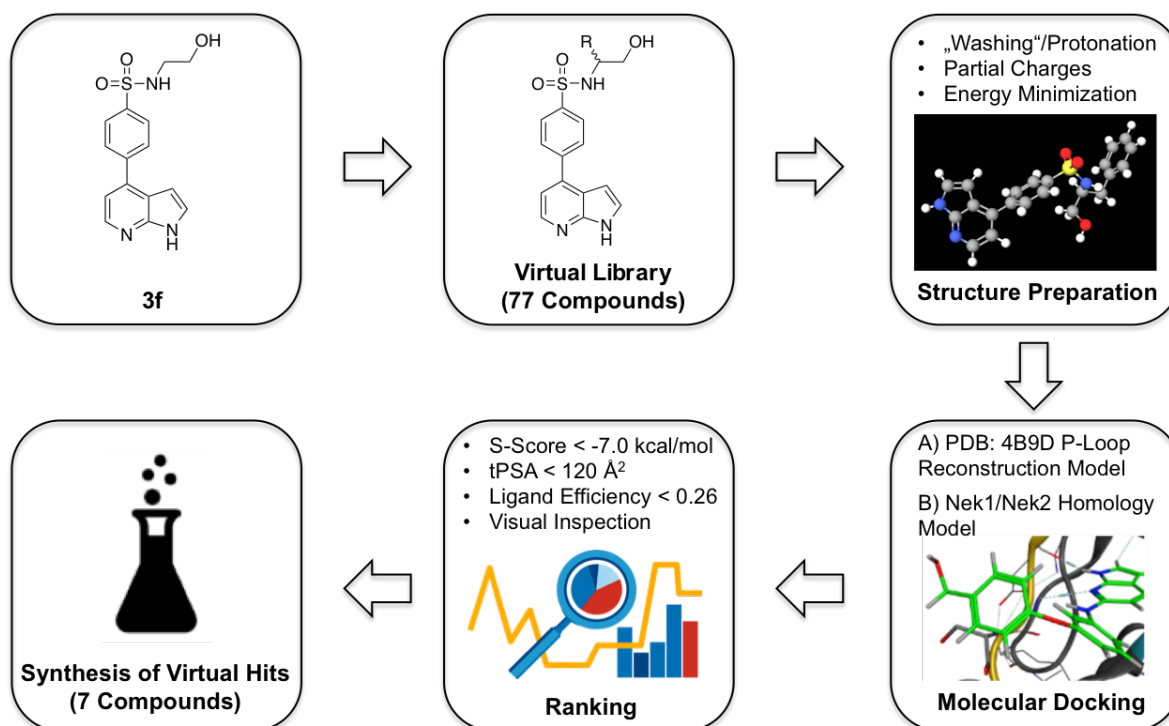 OH
O
O
S
NH
N
N
H
3f
R
OH
O
O
S
NH
N
N
H
Virtual Library
(77 Compounds)
• „Washing“/Protonation
• Partial Charges
• Energy Minimization
Structure Preparation
A) PDB: 4B9D P-Loop
Reconstruction Model
B) Nek1/Nek2 Homology
Model
Molecular Docking
• S-Score < -7.0 kcal/mol
• tPSA < 120 Å²
• Ligand Efficiency < 0.26
• Visual Inspection
Ranking
Synthesis of Virtual Hits
(7 Compounds)